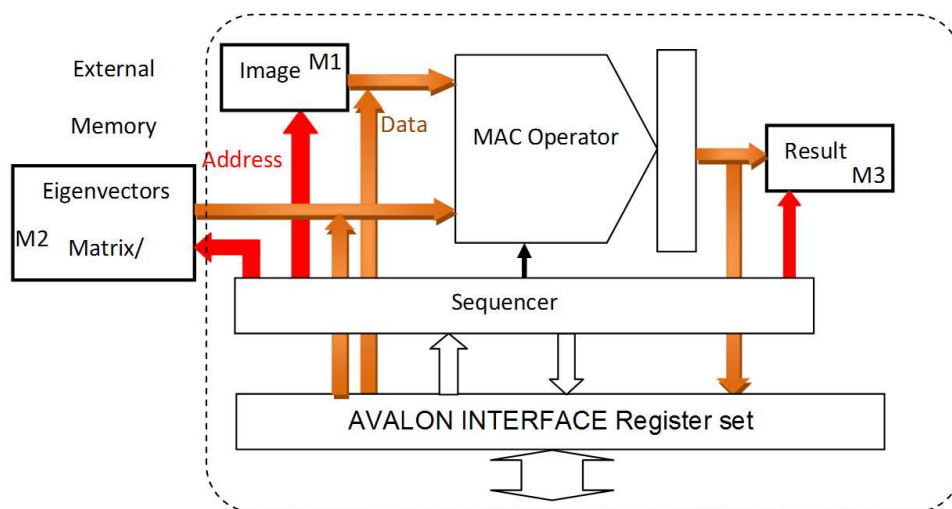 External
Memory
Image M1
Data
MAC Operator
Address
Eigenvectors
M2
Matrix/
Result
M3
Sequencer
AVALON INTERFACE Register set